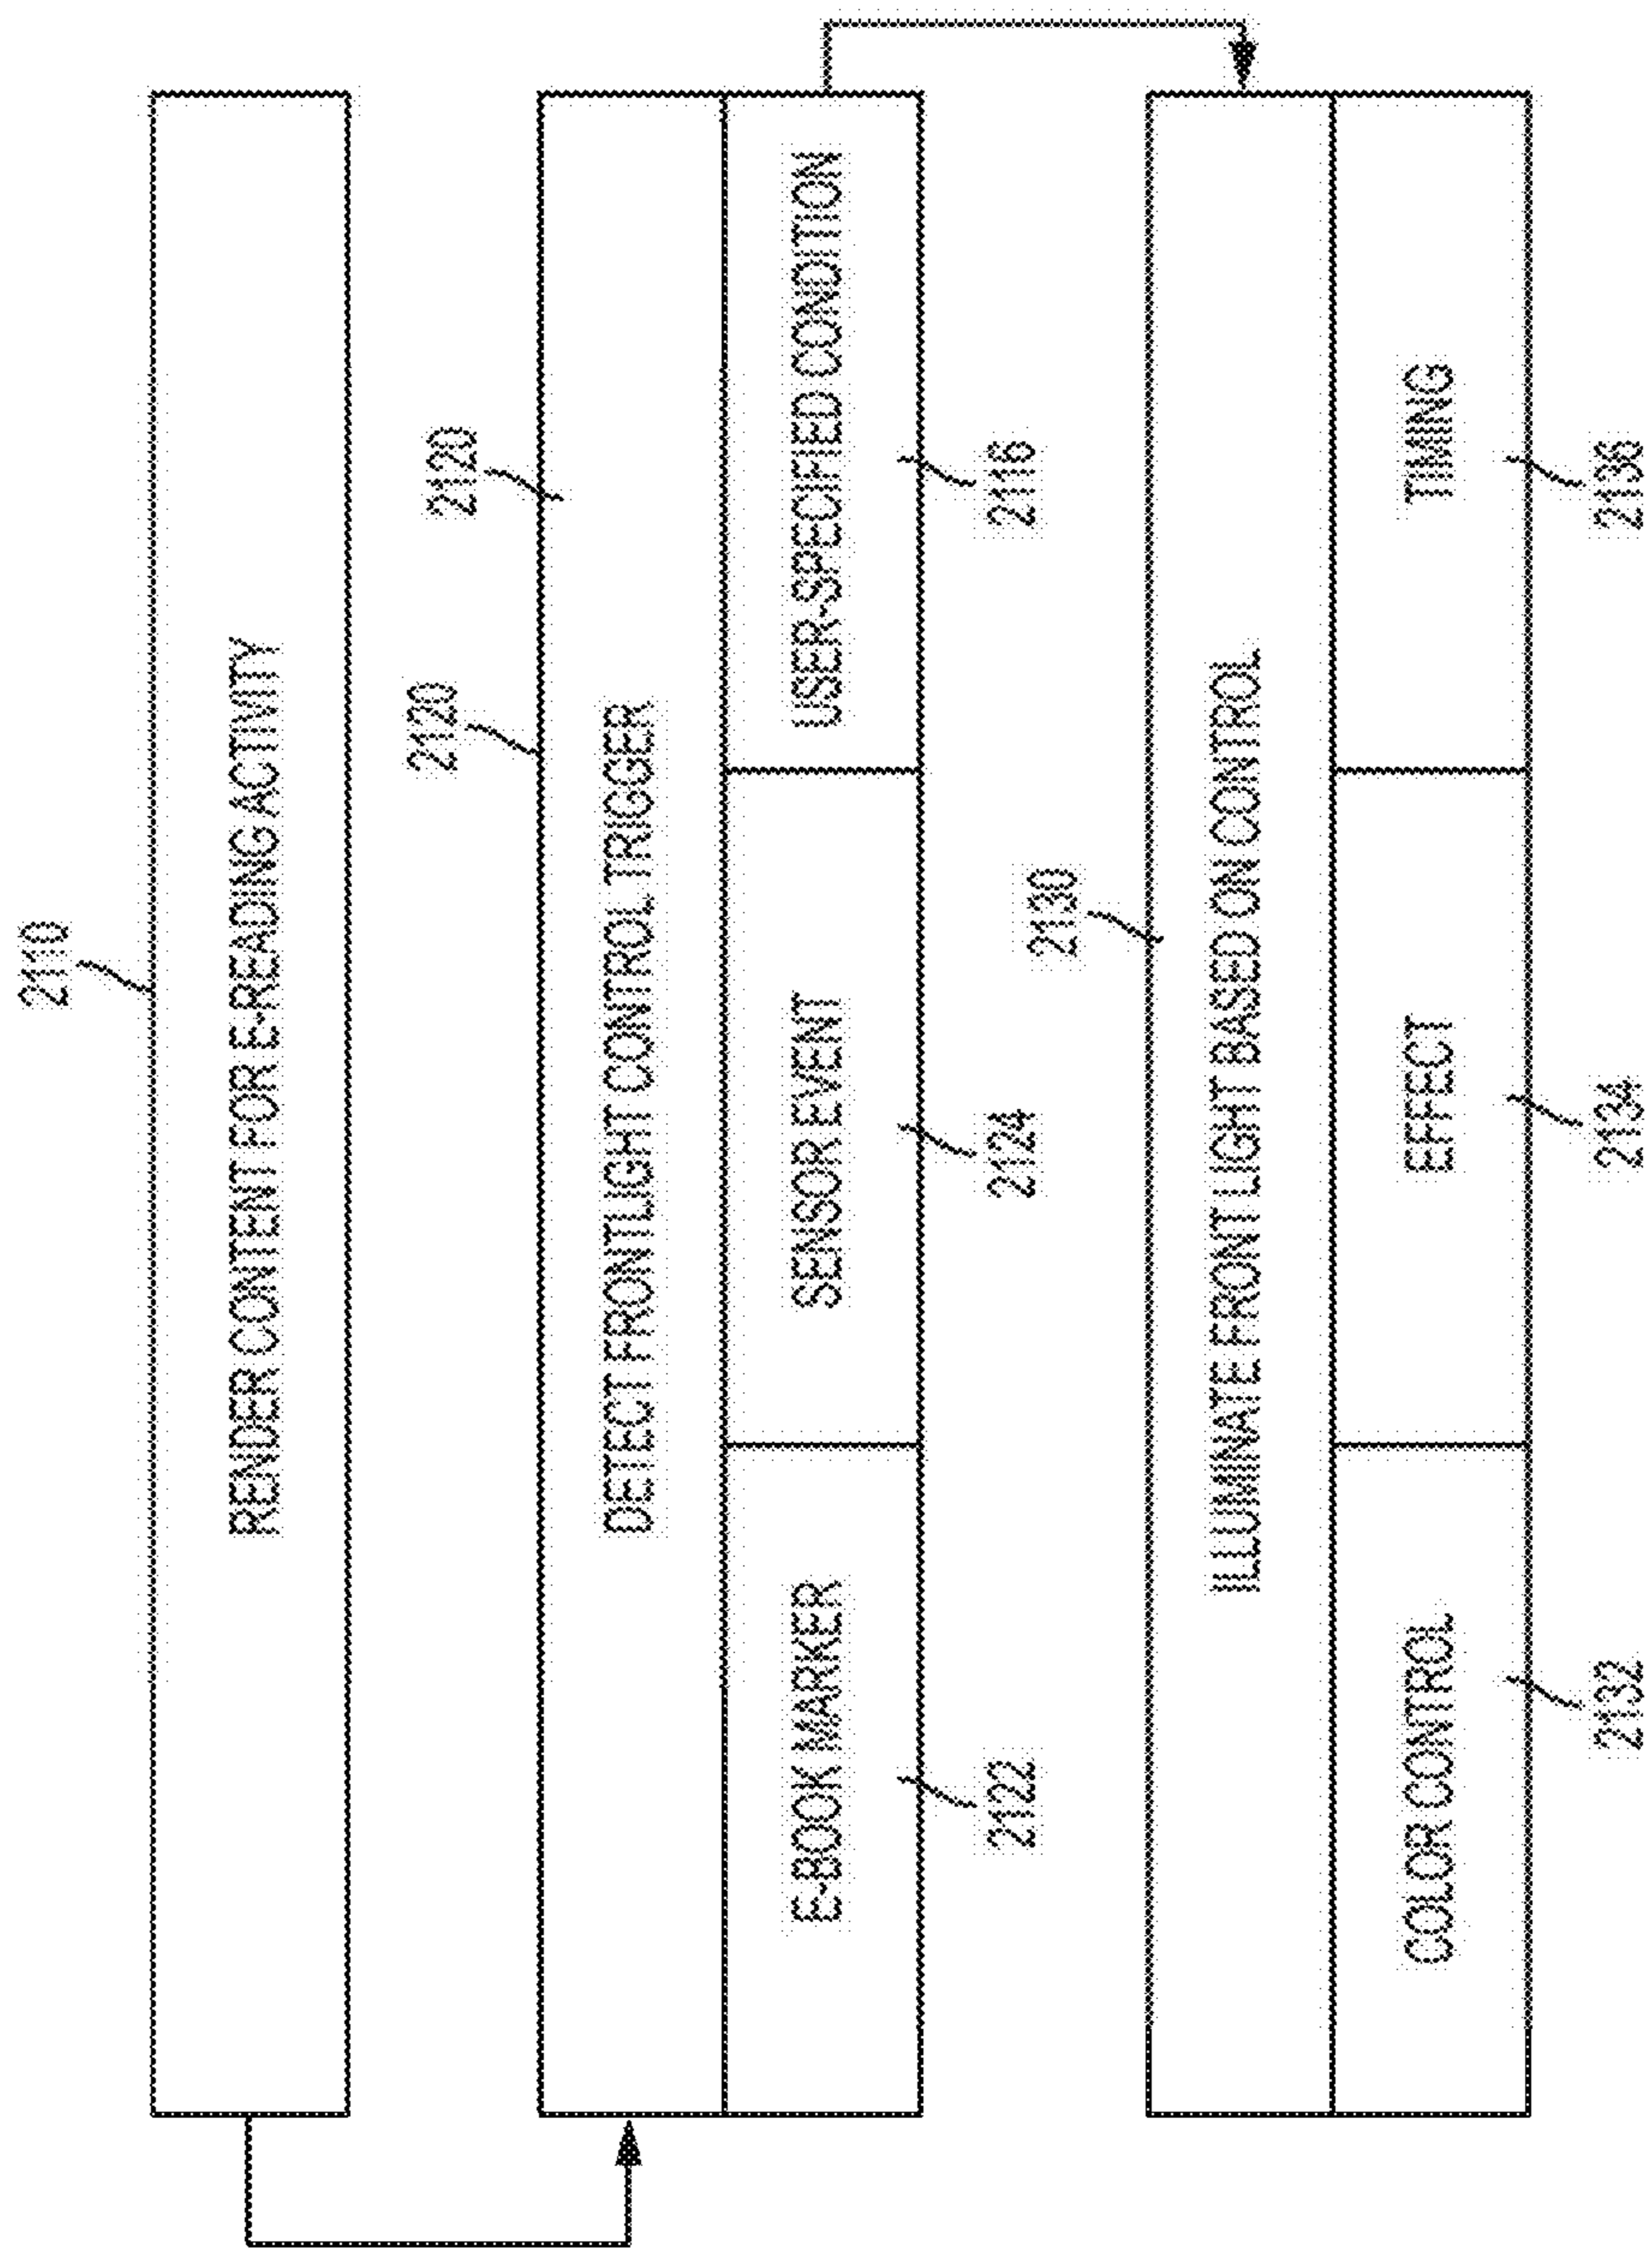 2110
RENDER CONTENT FOR E-READING ACTIVITY
2120
2120
DETECT FRONTLIGHT CONTROL TRIGGER
E-BOOK MARKER
SENSOR EVENT
USER-SPECIFIED CONDITION
2122
2124
2116
2130
ILLUMINATE FRONT LIGHT BASED ON CONTROL
COLOR CONTROL
EFFECT
TIMING
2132
2134
2136